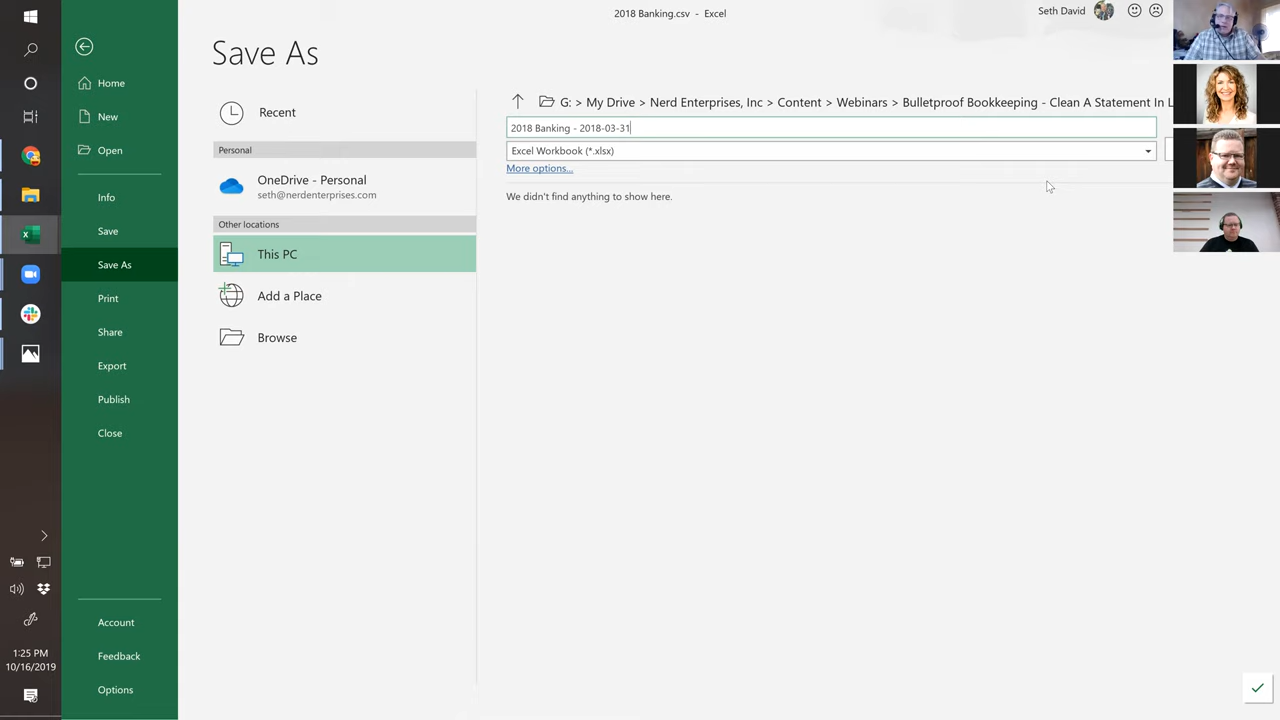 2018 Banking.csv - Excel
Seth David
Save As
Home
New
Open
Info
Save
Save As
Print
Share
Export
Publish
Close
Account
Feedback
Options
Recent
Personal
OneDrive - Personal
seth@nerdenterprises.com
Other locations
This PC
Add a Place
Browse
G: > My Drive > Nerd Enterprises, Inc > Content > Webinars > Bulletproof Bookkeeping - Clean A Statement In L
2018 Banking - 2018-03-31
Excel Workbook (*.xlsx)
More options...
We didn't find anything to show here.
1:25 PM
10/16/2019